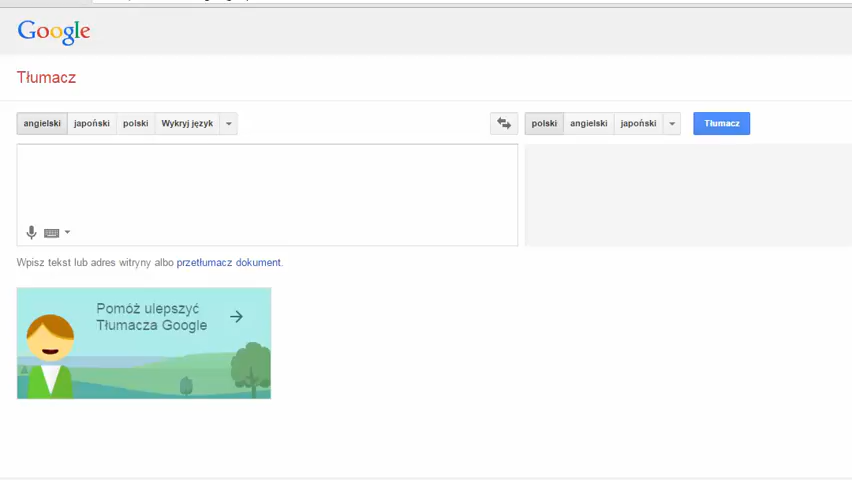 Google
Tłumacz
angielski japoński polski Wykryj język
polski angielski japoński Tłumacz
Wpisz tekst lub adres witryny albo przetłumacz dokument.
Pomóż ulepszyć
Tłumacza Google